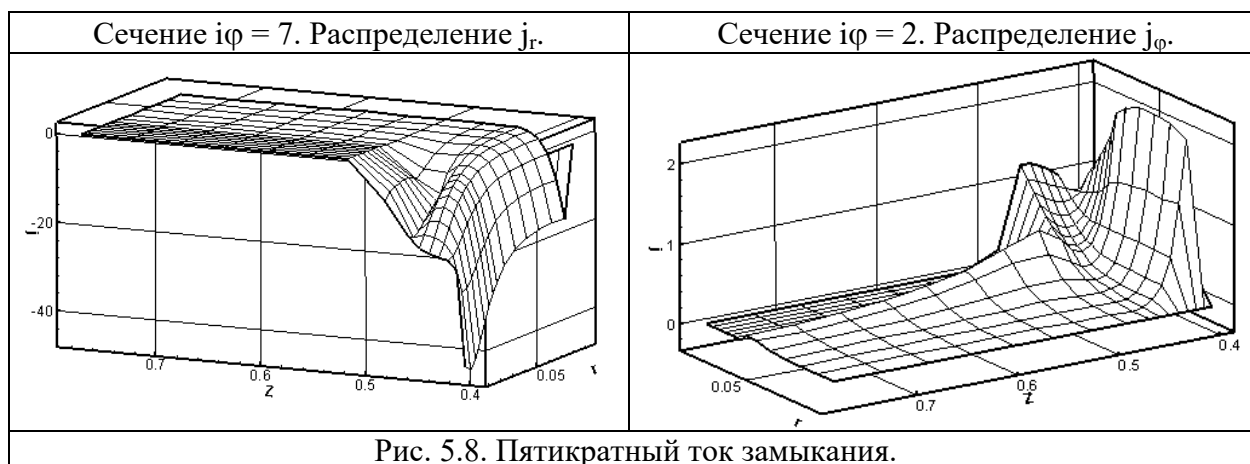 Сечение iφ = 7. Распределение jᵣ.
Сечение iφ = 2. Распределение jᵩ.
0
-20
-40
j
0.7
0.6
0.5
0.4
z
0.05
r
2
1
0
j
0.05
r
0.7
0.6
0.5
0.4
z
Рис. 5.8. Пятикратный ток замыкания.